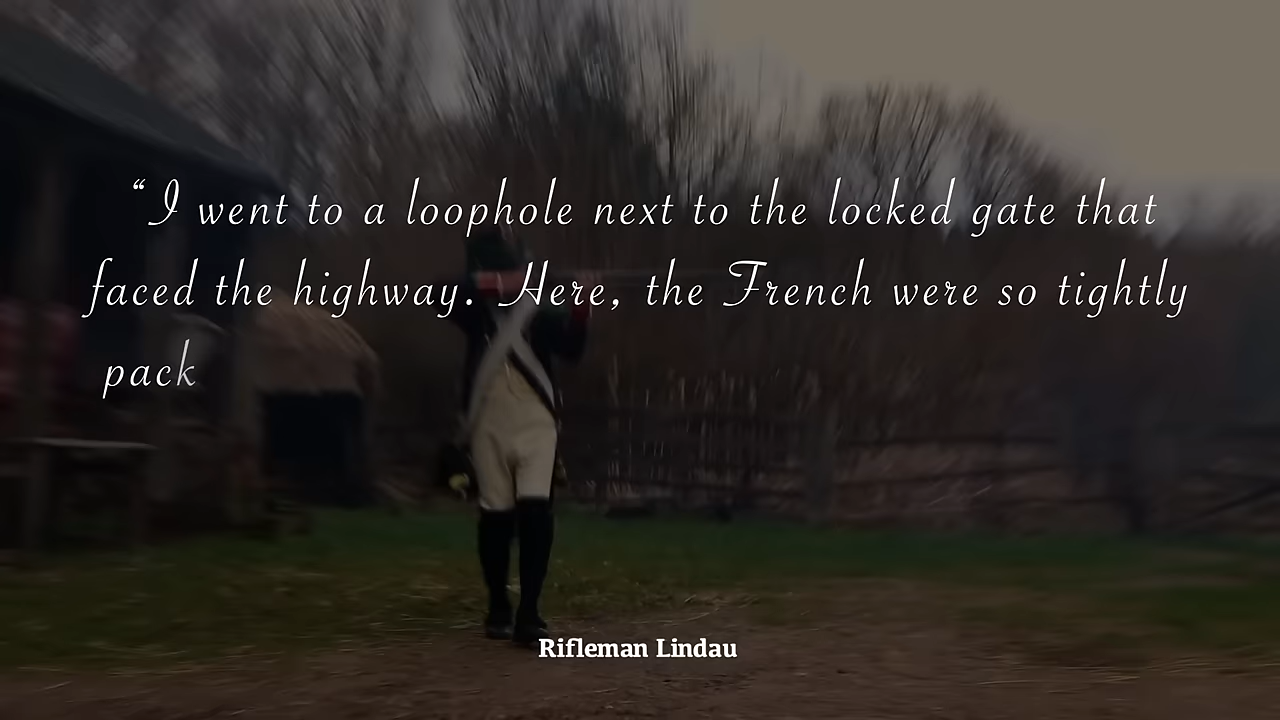 “I went to a loophole next to the locked gate that
faced the highway. Here, the French were so tightly
pack
Rifleman Lindau